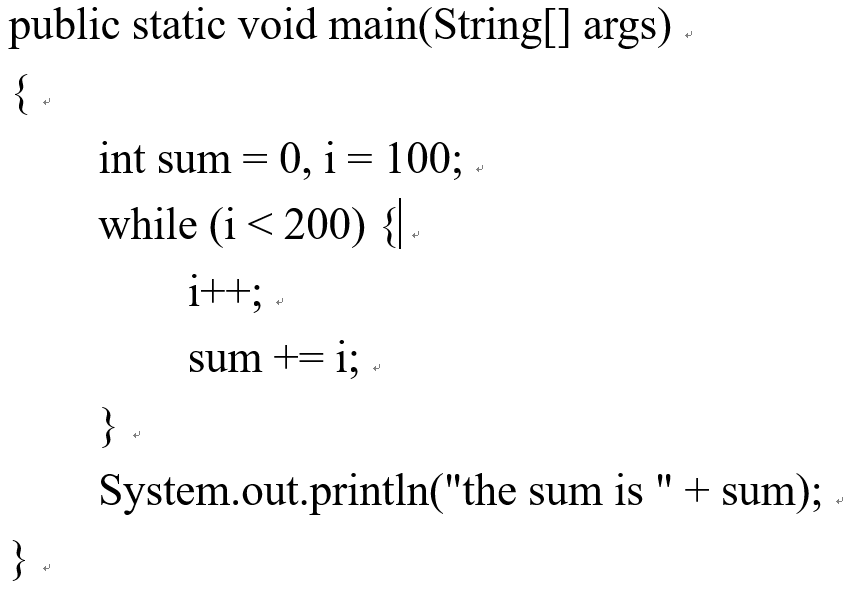 public static void main(String[] args)
{
int sum = 0, i = 100;
while (i < 200) {
i++;
sum += i;
}
System.out.println("the sum is " + sum);
}